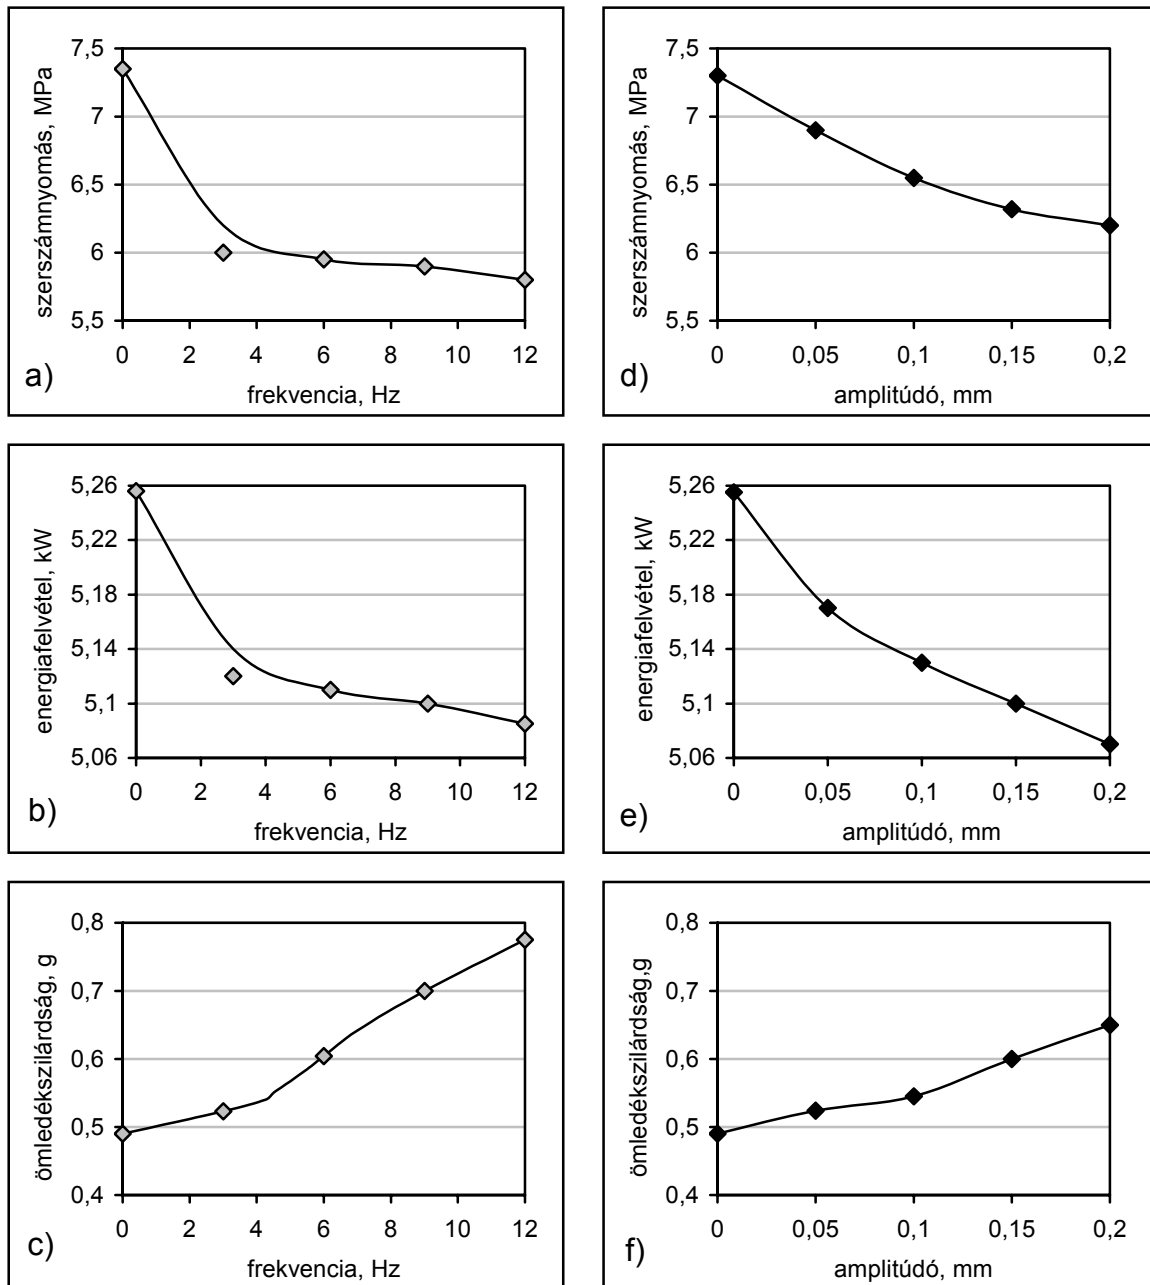 7,5
7
6,5
6
5,5
szerszámnyomás, MPa
0 2 4 6 8 10 12
frekvencia, Hz
a)
7,5
7
6,5
6
5,5
szerszámnyomás, MPa
0 0,05 0,1 0,15 0,2
amplitúdó, mm
d)
5,26
5,22
5,18
5,14
5,1
5,06
energiafelvétel, kW
0 2 4 6 8 10 12
frekvencia, Hz
b)
5,26
5,22
5,18
5,14
5,1
5,06
energiafelvétel, kW
0 0,05 0,1 0,15 0,2
amplitúdó, mm
e)
0,8
0,7
0,6
0,5
0,4
ömledékszilárdság, g
0 2 4 6 8 10 12
frekvencia, Hz
c)
0,8
0,7
0,6
0,5
0,4
ömledékszilárdság,g
0 0,05 0,1 0,15 0,2
amplitúdó, mm
f)